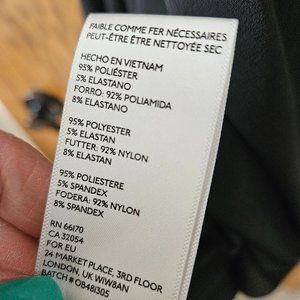 FAIBLE COMME FER NÉCESSAIRES
PEUT-ÊTRE ÊTRE NETTOYÉE SEC
HECHO EN VIETNAM
95% POLIÉSTER
5% ELASTANO
FORRO: 92% POLIAMIDA
8% ELASTANO
95% POLYESTER
5% ELASTAN
FUTTER: 92% NYLON
8% ELASTAN
95% POLIESTERE
5% SPANDEX
FODERA: 92% NYLON
8% SPANDEX
RN 66170
CA 32054
FOR EU
24 MARKET PLACE, 3RD FLOOR
LONDON, UK W1W8AN
BATCH # 0848I305